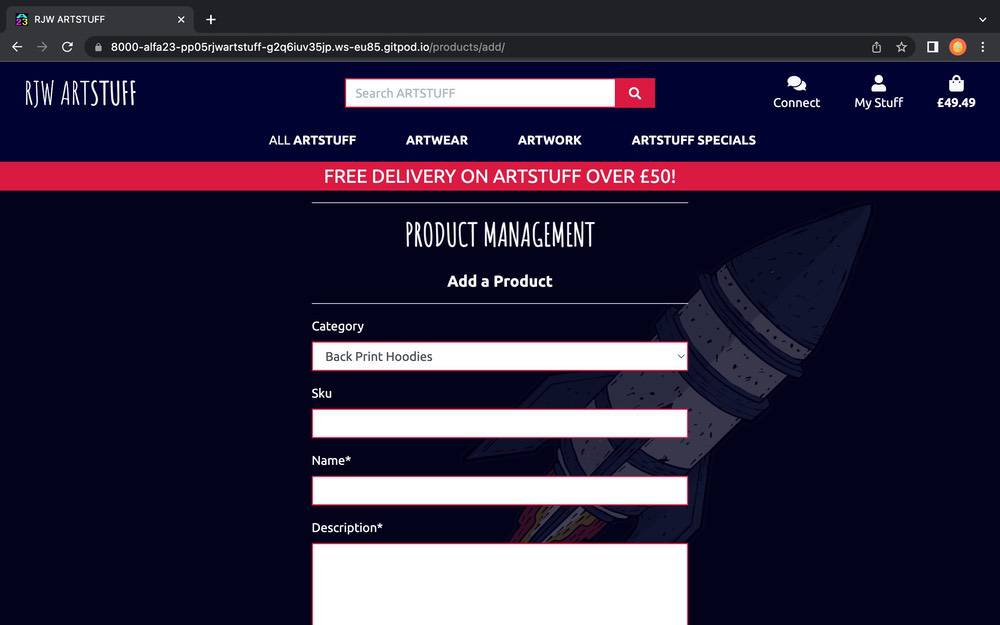 RJW ARTSTUFF
8000-alfa23-pp05rjwartstuff-g2q6iuv35jp.ws-eu85.gitpod.io/products/add/
RJW ARTSTUFF
Search ARTSTUFF
Connect
My Stuff
£49.49
ALL ARTSTUFF
ARTWEAR
ARTWORK
ARTSTUFF SPECIALS
FREE DELIVERY ON ARTSTUFF OVER £50!
PRODUCT MANAGEMENT
Add a Product
Category
Back Print Hoodies
Sku
Name*
Description*